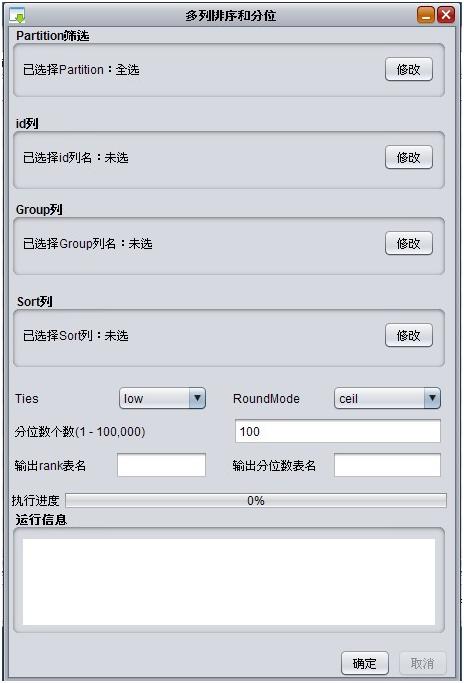 多列排序和分位
Partition筛选
已选择Partition：全选
修改
id列
已选择id列名：未选
修改
Group列
已选择Group列名：未选
修改
Sort列
已选择Sort列：未选
修改
Ties low RoundMode ceil
分位数个数(1 - 100,000) 100
输出rank表名 输出分位数表名
执行进度 0%
运行信息
确定 取消